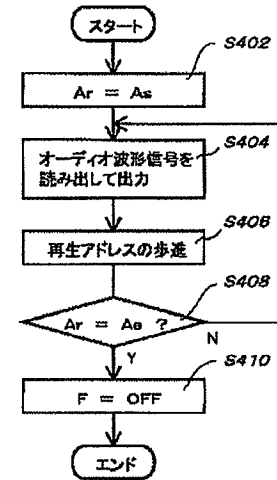 スタート
S402
Ar = As
S404
オーディオ波形信号を
読み出して出力
S406
再生アドレスの歩進
S408
Ar = Ae ?
N
Y
S410
F = OFF
エンド